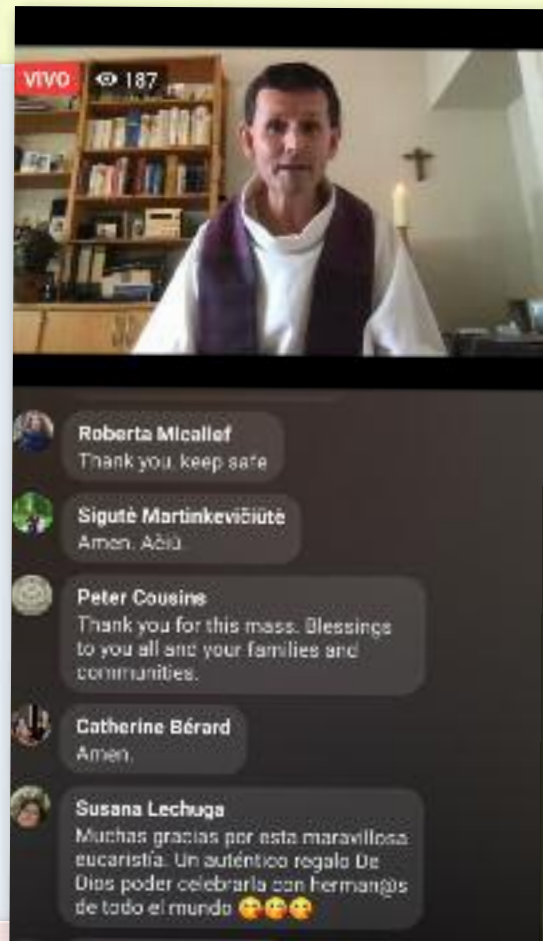 VIVO 187
Roberta Micallef
Thank you, keep safe
Sigutė Martinkevičiūtė
Amen. Ačiū.
Peter Cousins
Thank you for this mass. Blessings
to you all and your families and
communities.
Catherine Bérard
Amen.
Susana Lechuga
Muchas gracias por esta maravillosa
eucaristía. Un auténtico regalo De
Dios poder celebrarla con herman@s
de todo el mundo 😋😋😋